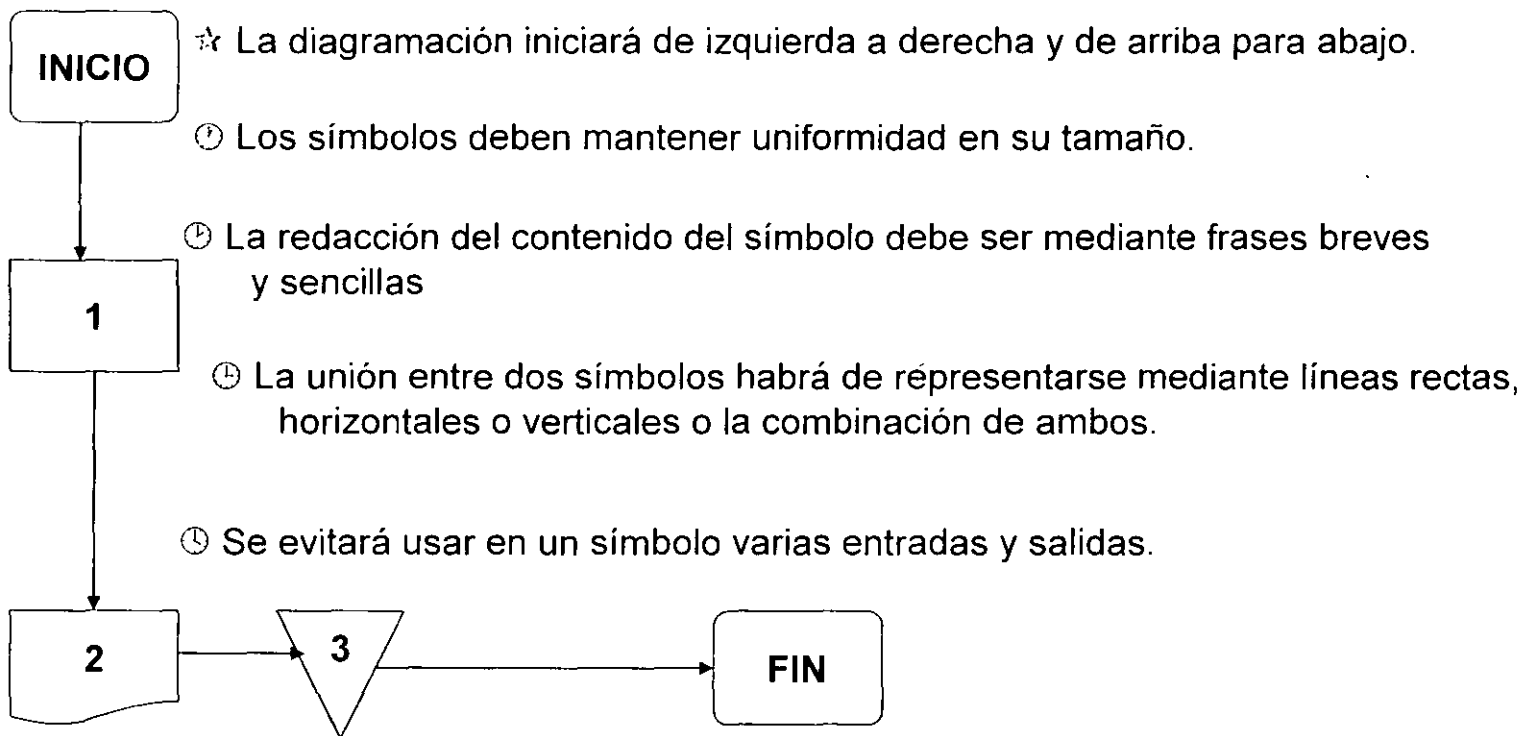 INICIO
☆ La diagramación iniciará de izquierda a derecha y de arriba para abajo.
🕐 Los símbolos deben mantener uniformidad en su tamaño.
🕑 La redacción del contenido del símbolo debe ser mediante frases breves
y sencillas
1
🕒 La unión entre dos símbolos habrá de représentarse mediante líneas rectas,
horizontales o verticales o la combinación de ambos.
🕓 Se evitará usar en un símbolo varias entradas y salidas.
2
3
FIN